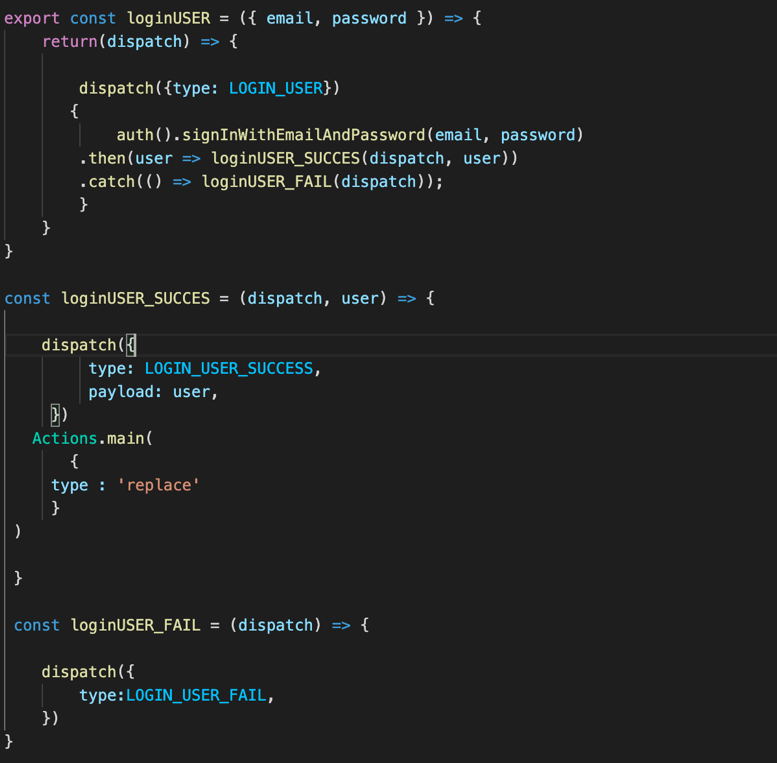 export const loginUSER = ({ email, password }) => {
    return(dispatch) => {
        dispatch({type: LOGIN_USER})
       {
            auth().signInWithEmailAndPassword(email, password)
        .then(user => loginUSER_SUCCES(dispatch, user))
        .catch(() => loginUSER_FAIL(dispatch));
        }
    }
}
const loginUSER_SUCCES = (dispatch, user) => {
    dispatch({
         type: LOGIN_USER_SUCCESS,
         payload: user,
     })
   Actions.main(
       {
     type : 'replace'
     }
 )
 }
 const loginUSER_FAIL = (dispatch) => {
    dispatch({
        type:LOGIN_USER_FAIL,
    })
}